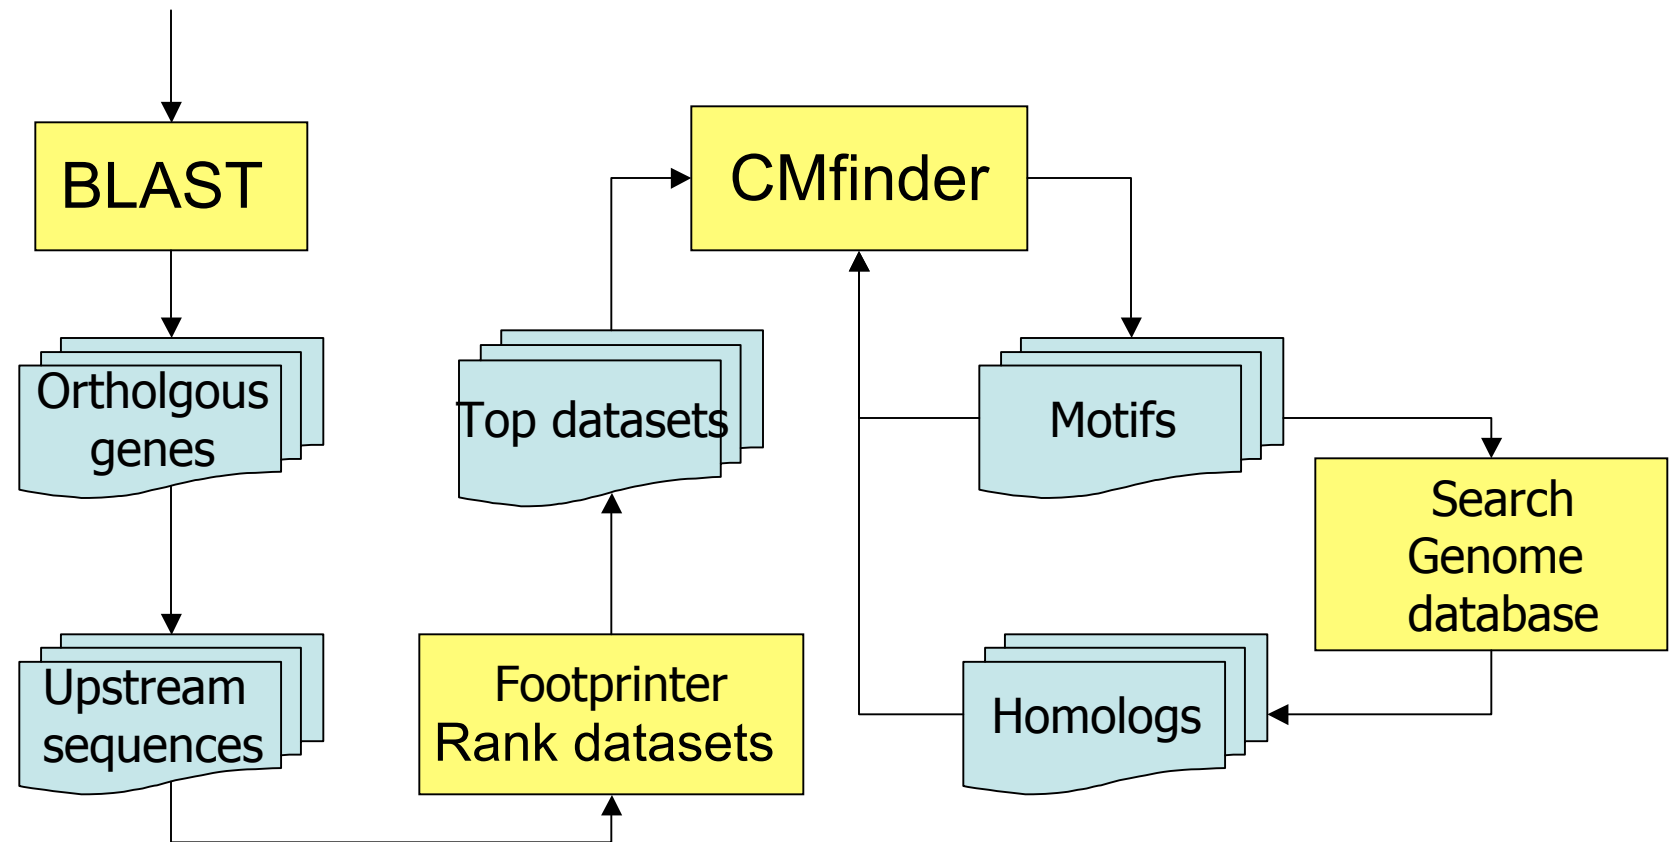 BLAST
Ortholgous
genes
Upstream
sequences
Footprinter
Rank datasets
Top datasets
CMfinder
Motifs
Search
Genome
database
Homologs